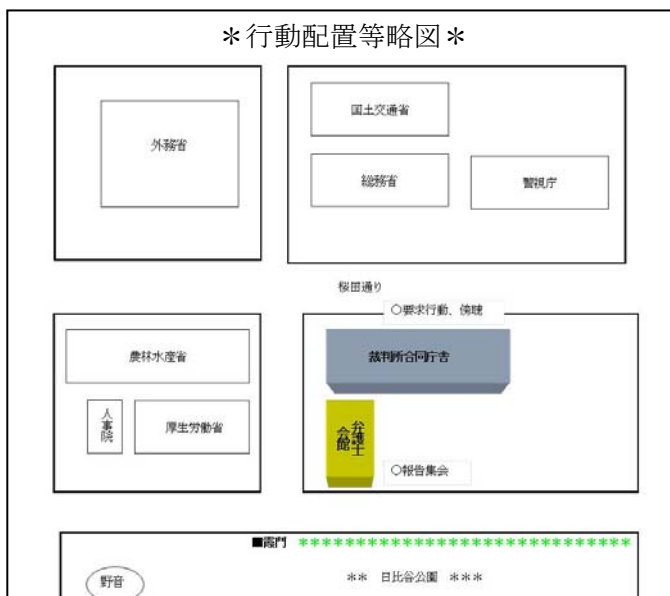 ＊行動配置等略図＊
外務省
国土交通省
総務省
警視庁
桜田通り
○要求行動、傍聴
農林水産省
裁判所合同庁舎
人事院
厚生労働省
弁護士会館
○報告集会
■霞門 ＊＊＊＊＊＊＊＊＊＊＊＊＊＊＊＊＊＊＊＊＊＊＊＊＊＊＊＊
野音
＊＊ 日比谷公園 ＊＊＊